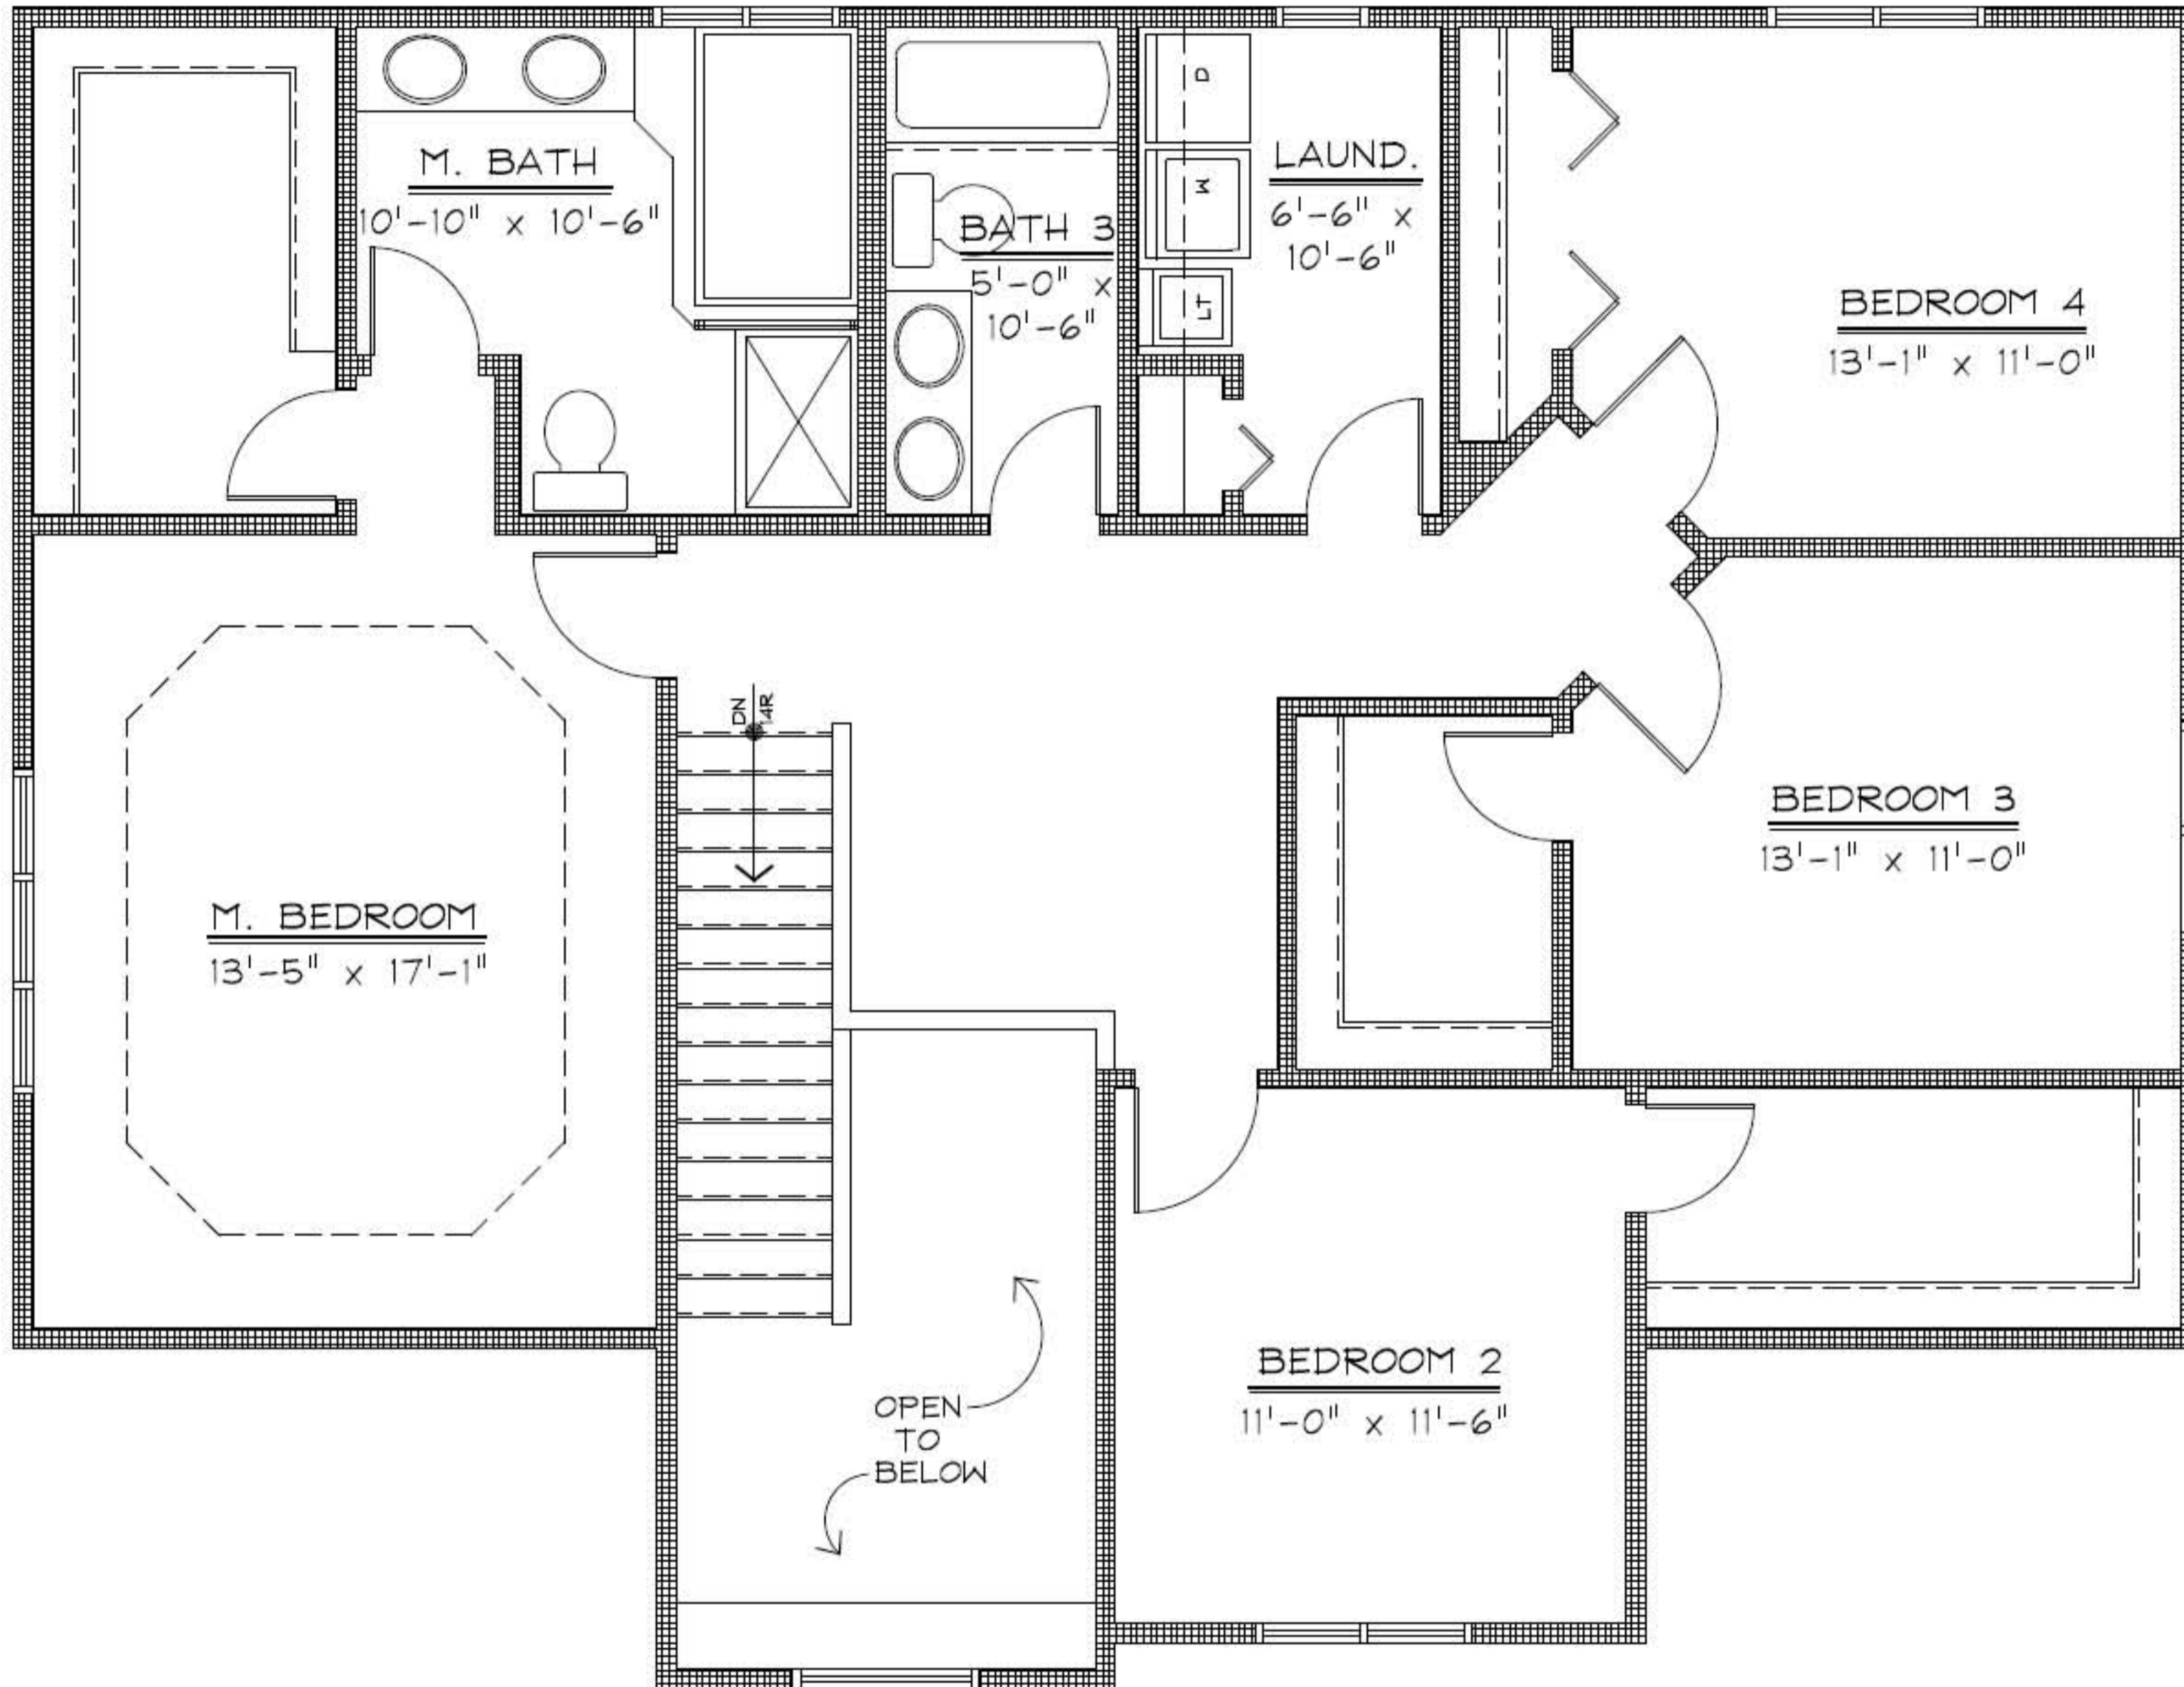 M. BATH
10'-10" x 10'-6"
BATH 3
5'-0" x
10'-6"
D
W
LT
LAUND.
6'-6" x
10'-6"
BEDROOM 4
13'-1" x 11'-0"
DN
14R
BEDROOM 3
13'-1" x 11'-0"
M. BEDROOM
13'-5" x 17'-1"
OPEN
TO
BELOW
BEDROOM 2
11'-0" x 11'-6"